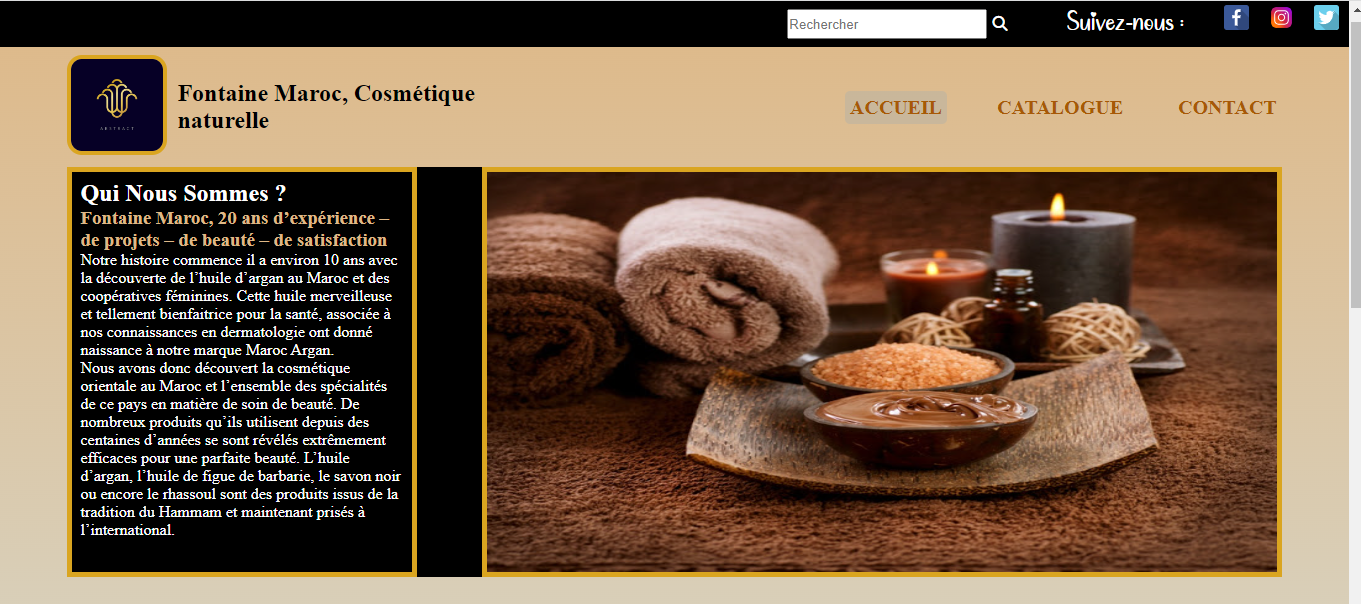 Rechercher
Suivez-nous :
ABSTRACT
Fontaine Maroc, Cosmétique
naturelle
ACCUEIL
CATALOGUE
CONTACT
Qui Nous Sommes ?
Fontaine Maroc, 20 ans d’expérience –
de projets – de beauté – de satisfaction
Notre histoire commence il a environ 10 ans avec
la découverte de l’huile d’argan au Maroc et des
coopératives féminines. Cette huile merveilleuse
et tellement bienfaitrice pour la santé, associée à
nos connaissances en dermatologie ont donné
naissance à notre marque Maroc Argan.
Nous avons donc découvert la cosmétique
orientale au Maroc et l’ensemble des spécialités
de ce pays en matière de soin de beauté. De
nombreux produits qu’ils utilisent depuis des
centaines d’années se sont révélés extrêmement
efficaces pour une parfaite beauté. L’huile
d’argan, l’huile de figue de barbarie, le savon noir
ou encore le rhassoul sont des produits issus de la
tradition du Hammam et maintenant prisés à
l’international.